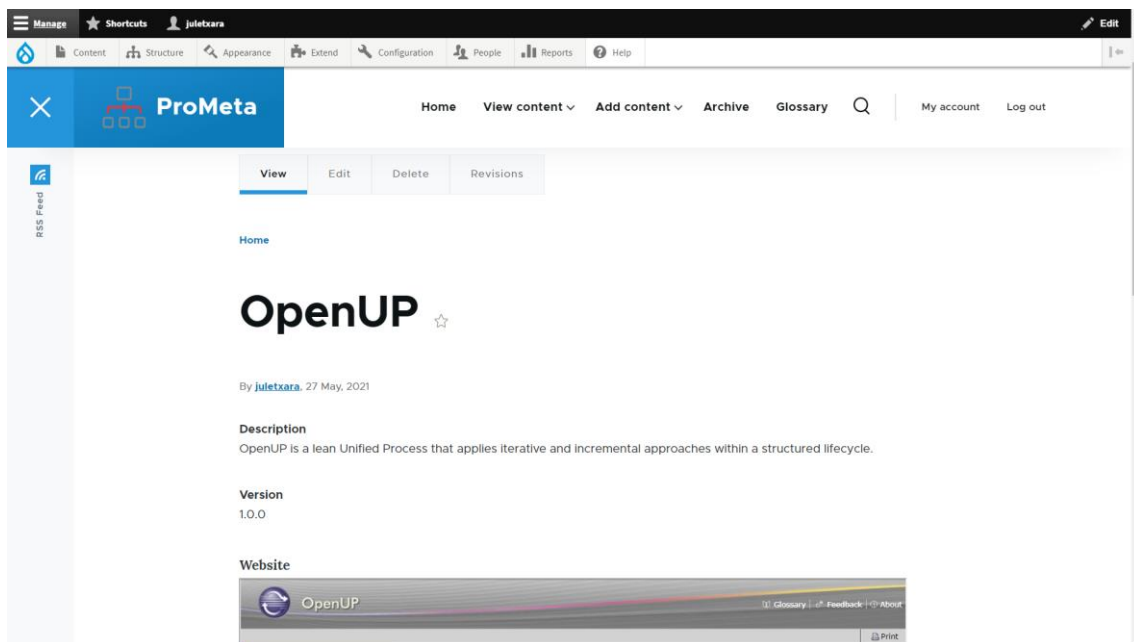 Manage Shortcuts juletxara Edit
Content Structure Appearance Extend Configuration People Reports Help
ProMeta Home View content Add content Archive Glossary My account Log out
View Edit Delete Revisions
RSS Feed
Home
OpenUP
By juletxara, 27 May, 2021
Description
OpenUP is a lean Unified Process that applies iterative and incremental approaches within a structured lifecycle.
Version
1.0.0
Website
OpenUP Glossary Feedback About
Print